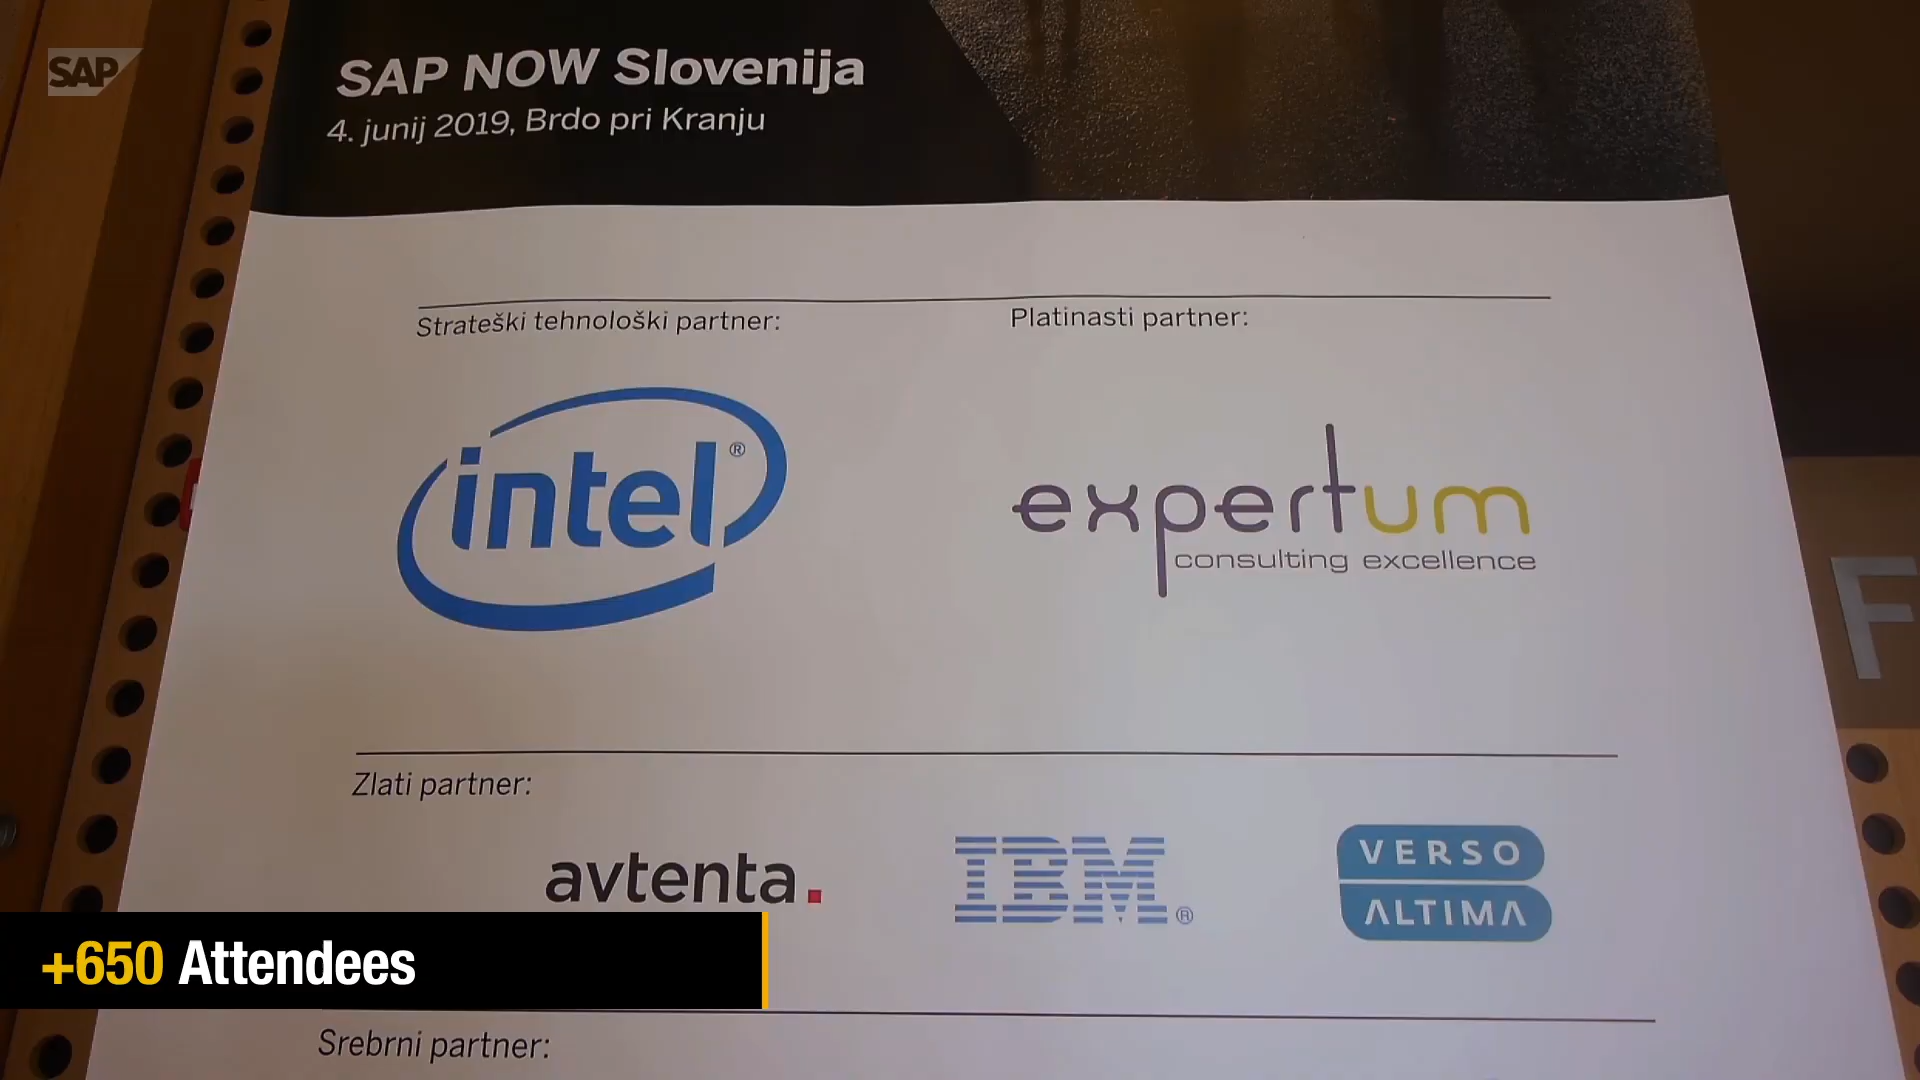 SAP
SAP NOW Slovenija
4. junij 2019, Brdo pri Kranju
Strateški tehnološki partner:
Platinasti partner:
intel®
expertum
consulting excellence
F
Zlati partner:
avtenta.
IBM®
VERSO
ALTIMA
+650 Attendees
Srebrni partner: